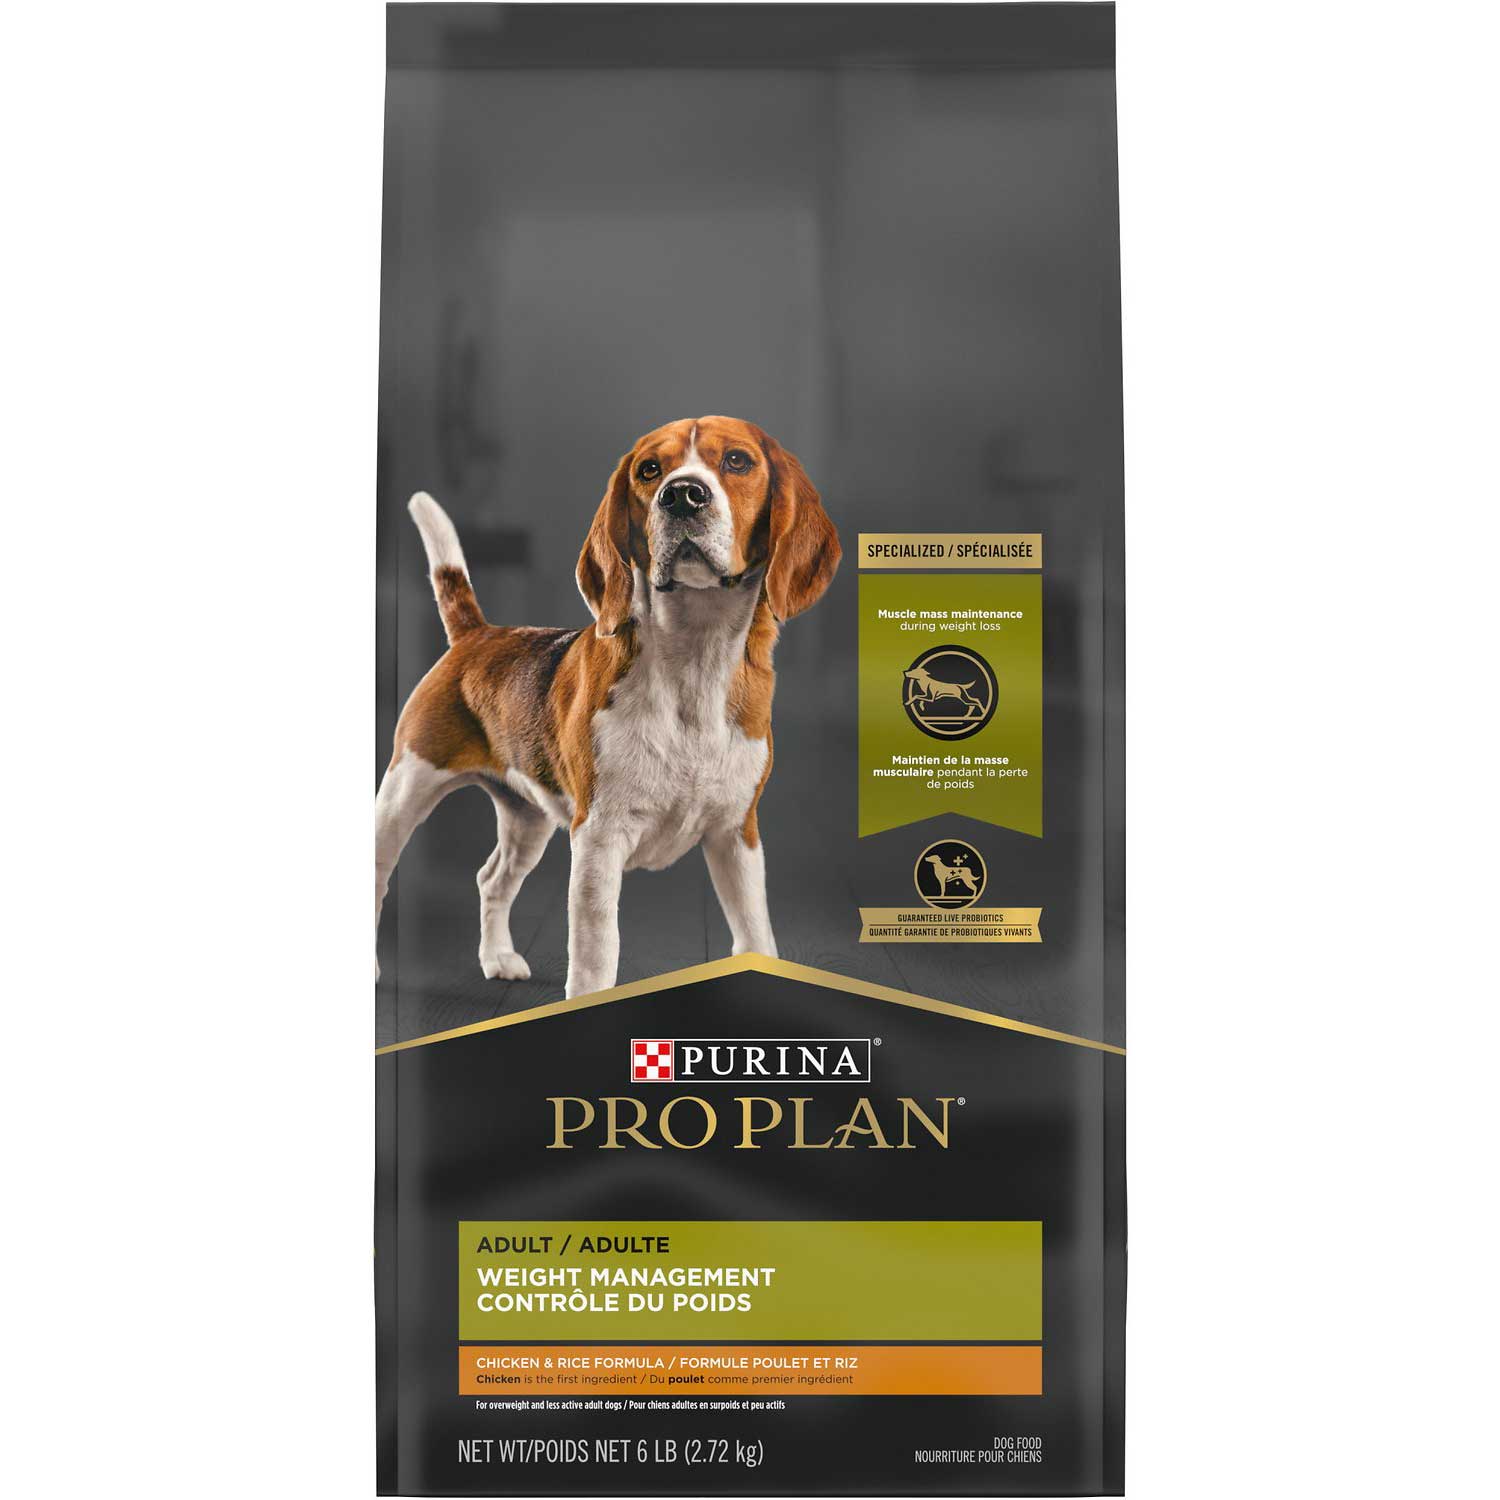 SPECIALIZED / SPÉCIALISÉE
Muscle mass maintenance
during weight loss
Maintien de la masse
musculaire pendant la perte
de poids
GUARANTEED LIVE PROBIOTICS
QUANTITÉ GARANTIE DE PROBIOTIQUES VIVANTS
PURINA®
PRO PLAN®
ADULT / ADULTE
WEIGHT MANAGEMENT
CONTRÔLE DU POIDS
CHICKEN & RICE FORMULA / FORMULE POULET ET RIZ
Chicken is the first ingredient / Du poulet comme premier ingrédient
For overweight and less active adult dogs / Pour chiens adultes en surpoids et peu actifs
NET WT/POIDS NET 6 LB (2.72 kg)
DOG FOOD
NOURRITURE POUR CHIENS